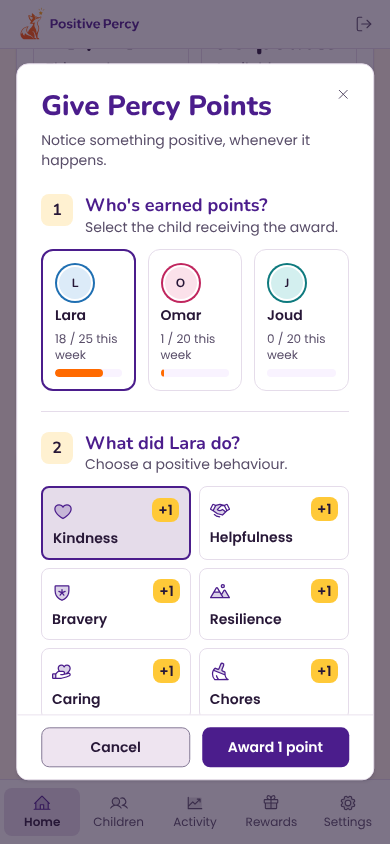 Positive Percy
Give Percy Points
Notice something positive, whenever it
happens.
1
Who's earned points?
Select the child receiving the award.
L
Lara
18 / 25 this
week
O
Omar
1 / 20 this
week
J
Joud
0 / 20 this
week
2
What did Lara do?
Choose a positive behaviour.
+1
Kindness
+1
Helpfulness
+1
Bravery
+1
Resilience
+1
Caring
+1
Chores
Cancel
Award 1 point
Home
Children
Activity
Rewards
Settings